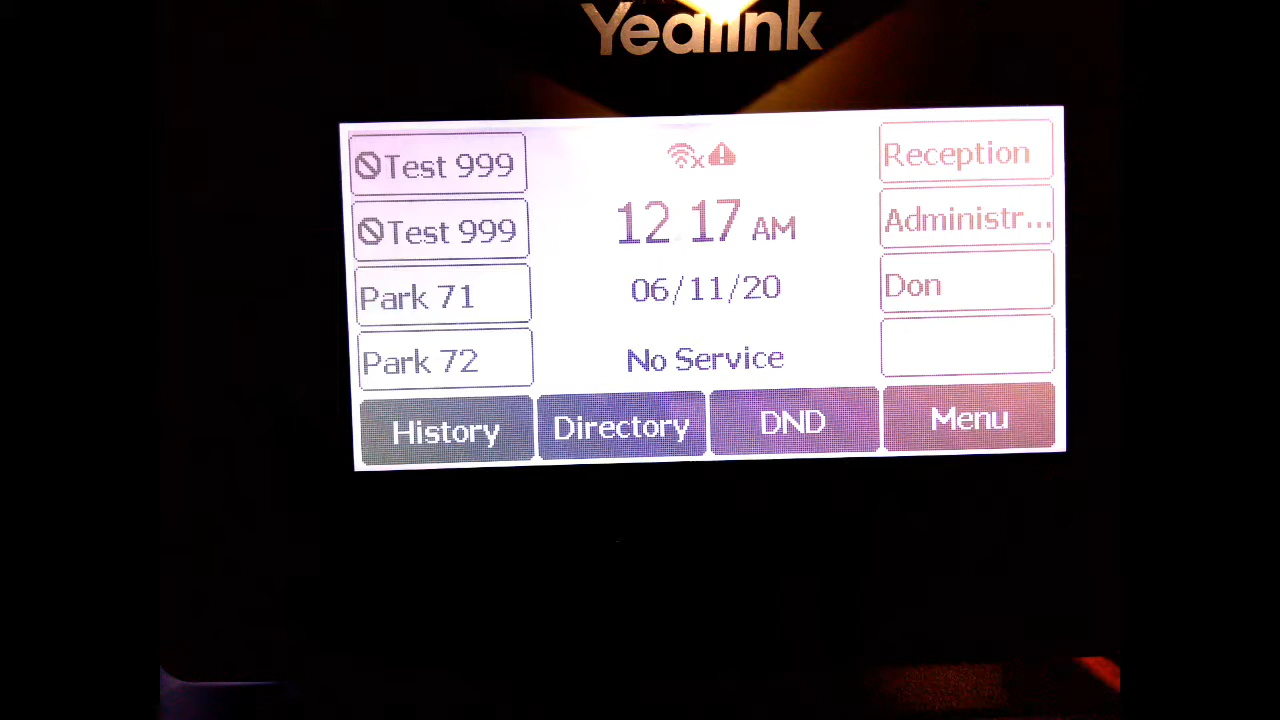 Yealink
Test 999
Test 999
Park 71
Park 72
12 17 AM
06/11/20
No Service
Reception
Administr...
Don
History
Directory
DND
Menu